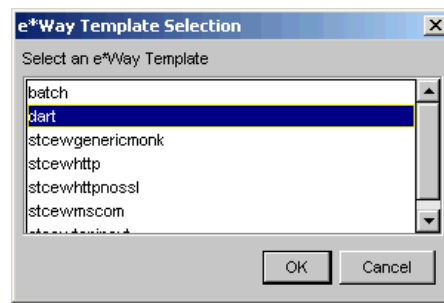 e*Way Template Selection
Select an e*Way Template
batch
dart
stcewgenericmonk
stcewhttp
stcewhttpnossl
stcewmscom
OK
Cancel